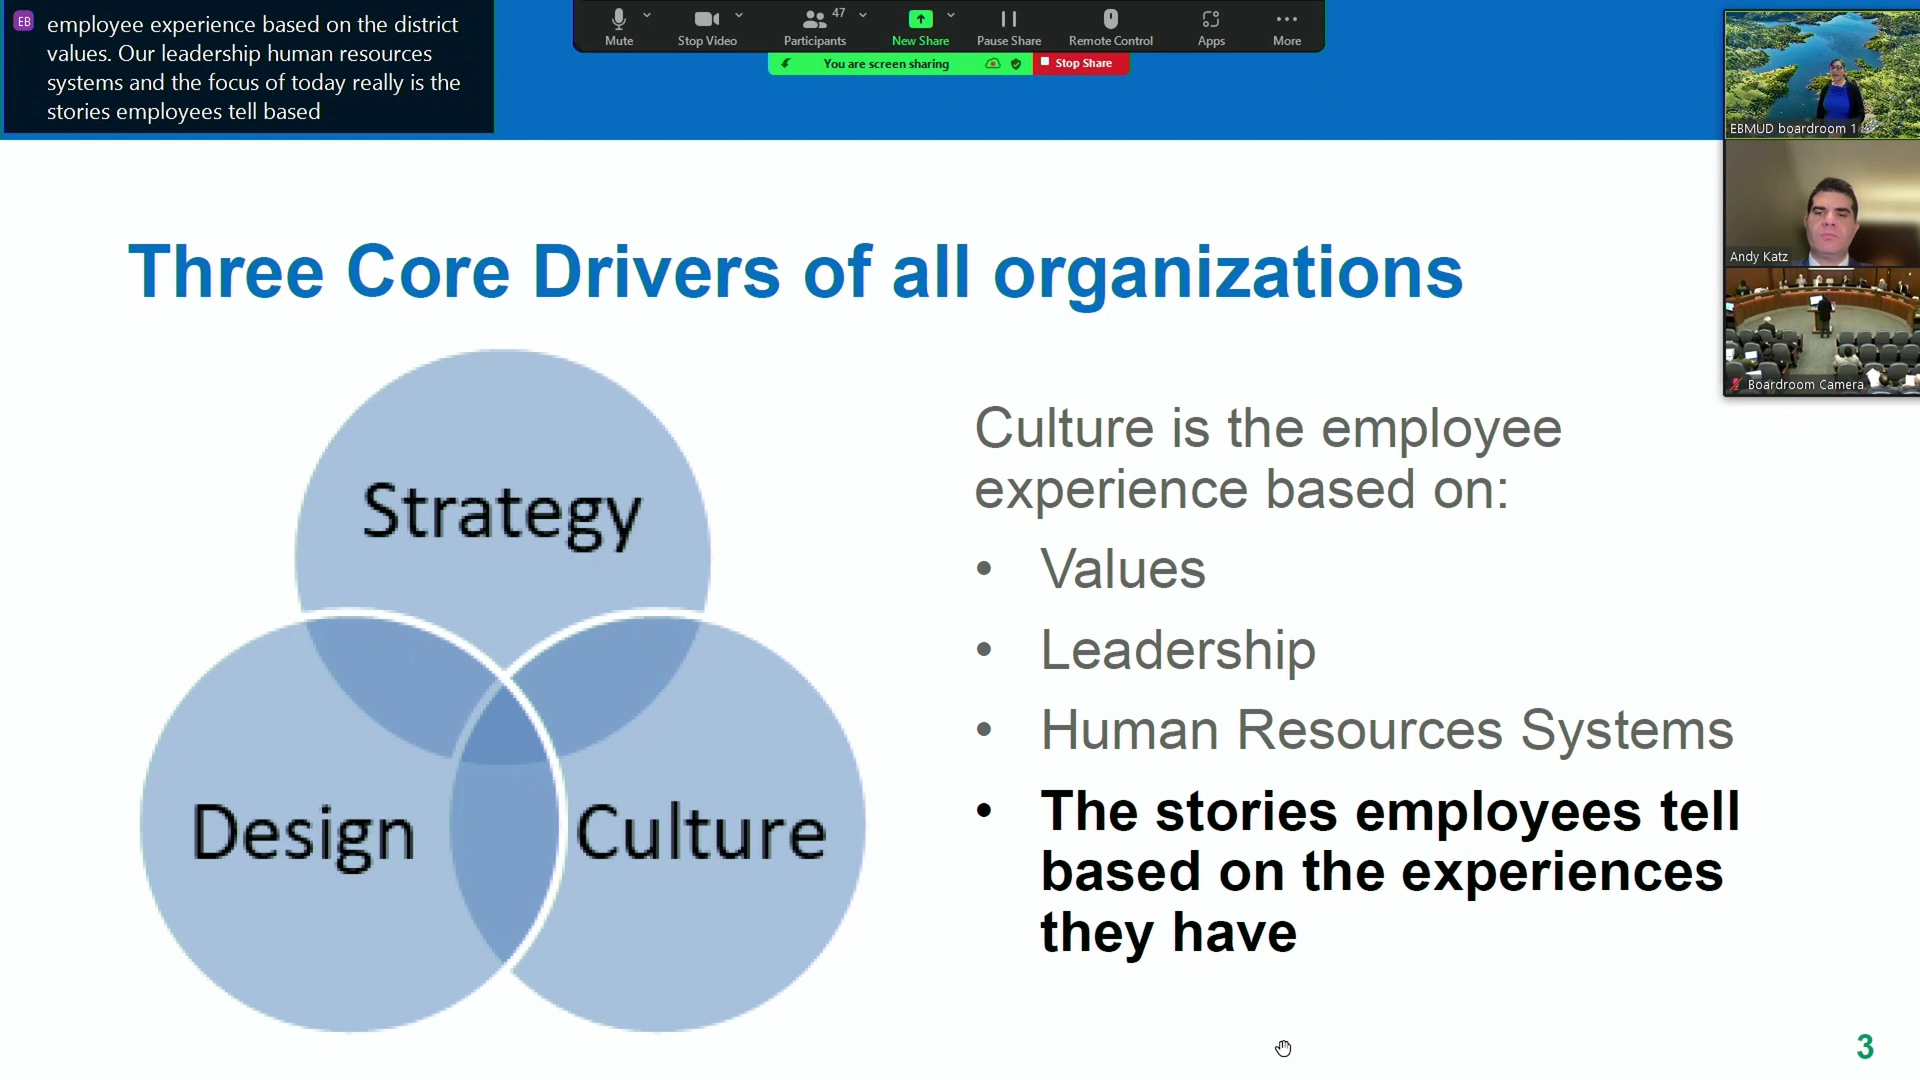 EB
employee experience based on the district
values. Our leadership human resources
systems and the focus of today really is the
stories employees tell based
Mute
Stop Video
47
Participants
New Share
Pause Share
Remote Control
Apps
More
You are screen sharing
Stop Share
EBMUD boardroom 1
Andy Katz
Boardroom Camera
Three Core Drivers of all organizations
Strategy
Design
Culture
Culture is the employee
experience based on:
• Values
• Leadership
• Human Resources Systems
• The stories employees tell
based on the experiences
they have
3